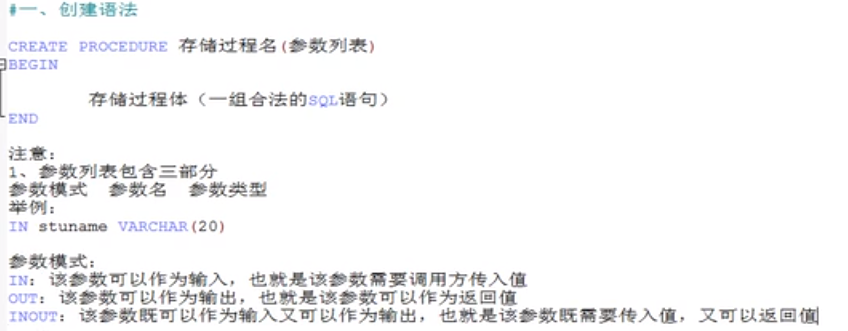 #一、创建语法
CREATE PROCEDURE 存储过程名(参数列表)
BEGIN
存储过程体（一组合法的SQL语句）
END
注意：
1、参数列表包含三部分
参数模式 参数名 参数类型
举例：
IN stuname VARCHAR(20)
参数模式：
IN：该参数可以作为输入，也就是该参数需要调用方传入值
OUT：该参数可以作为输出，也就是该参数可以作为返回值
INOUT：该参数既可以作为输入又可以作为输出，也就是该参数既需要传入值，又可以返回值